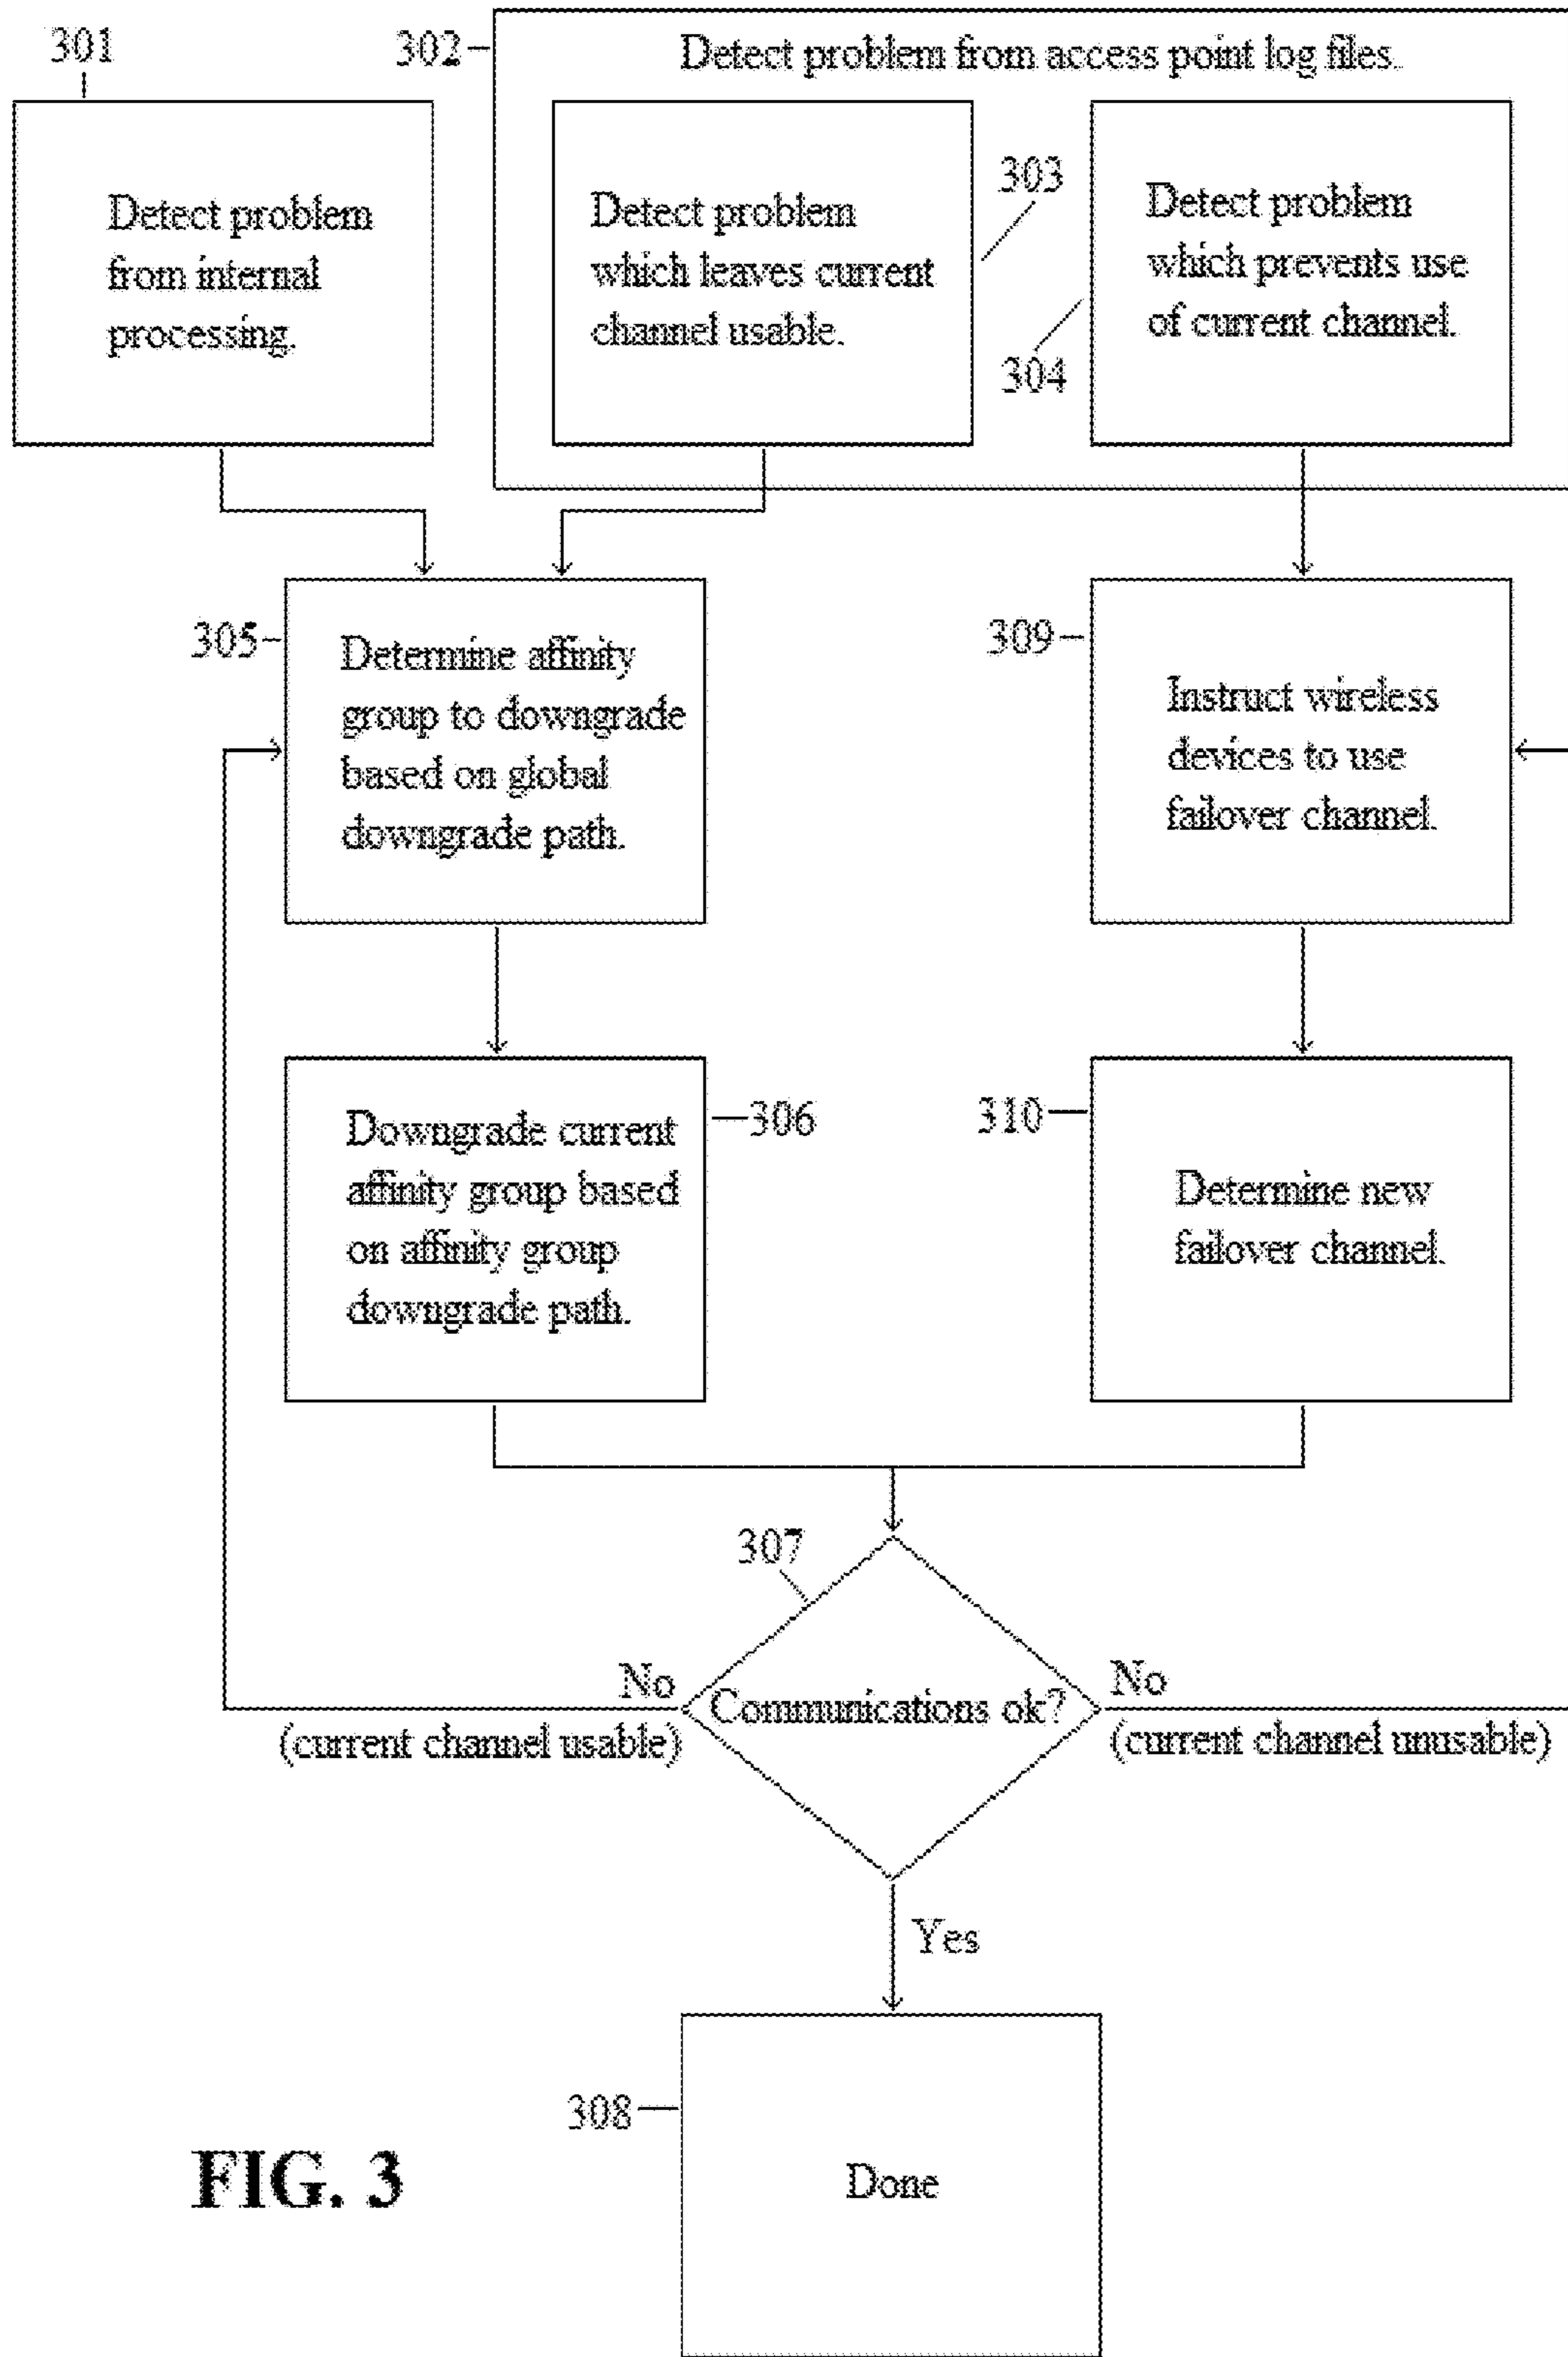 301
302
Detect problem from access point log files.
Detect problem
from internal
processing.
Detect problem
which leaves current
channel usable.
303
304
Detect problem
which prevents use
of current channel.
305
Determine affinity
group to downgrade
based on global
downgrade path.
309
Instruct wireless
devices to use
failover channel.
Downgrade current
affinity group based
on affinity group
downgrade path.
306
310
Determine new
failover channel.
307
Communications ok?
No
(current channel usable)
No
(current channel unusable)
Yes
308
Done
FIG. 3